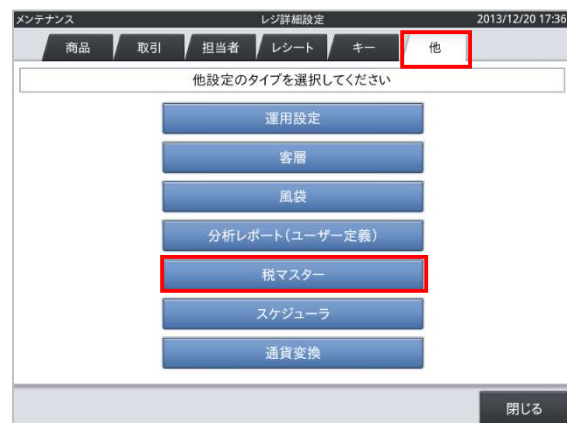 メンテナンス レジ詳細設定 2013/12/20 17:36
商品 取引 担当者 レシート キー 他
他設定のタイプを選択してください
運用設定
客層
風袋
分析レポート(ユーザー定義)
税マスター
スケジューラ
通貨変換
閉じる